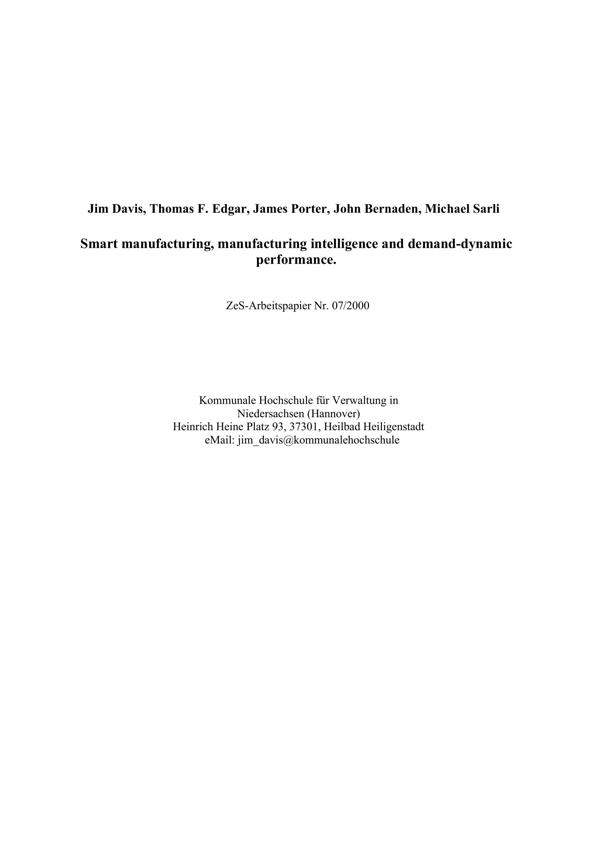 Jim Davis, Thomas F. Edgar, James Porter, John Bernaden, Michael Sarli
Smart manufacturing, manufacturing intelligence and demand-dynamic
performance.
ZeS-Arbeitspapier Nr. 07/2000
Kommunale Hochschule für Verwaltung in
Niedersachsen (Hannover)
Heinrich Heine Platz 93, 37301, Heilbad Heiligenstadt
eMail: jim_davis@kommunalehochschule